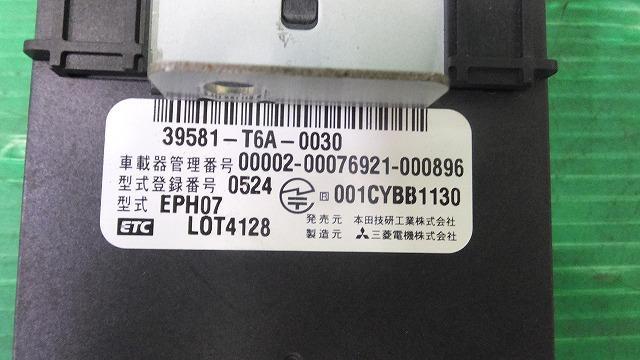 39581-T6A-0030
車載器管理番号 00002-00076921-000896
型式登録番号 0524 R 001CYBB1130
型式 EPH07
発売元 本田技研工業株式会社
ETC LOT4128
製造元 三菱電機株式会社